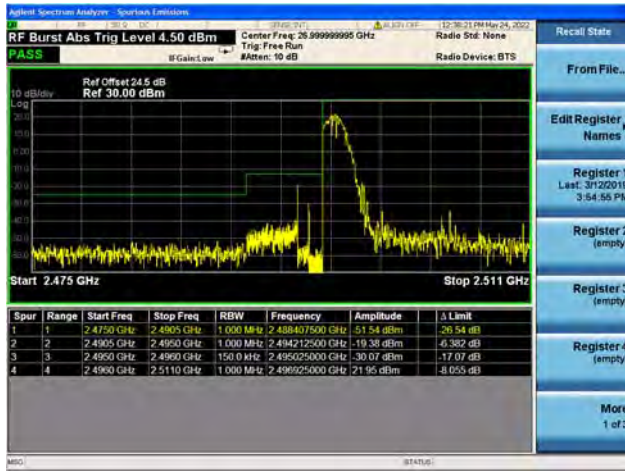 Agilent Spectrum Analyzer - Spurious Emissions
12:38:21 PM May 24, 2022
RF Burst Abs Trig Level 4.50 dBm
Center Freq: 26.999999995 GHz
Radio Std: None
Recall State
PASS
IFGain:Low
Trig: Free Run
#Atten: 10 dB
Radio Device: BTS
From File...
Ref Offset 24.5 dB
10 dB/div
Ref 30.00 dBm
Log
Edit Register
Names
Register 1
Last: 3/12/2019
3:54:55 PM
Register 2
(empty
Start 2.475 GHz
Stop 2.511 GHz
Register 3
(empty
Spur Range Start Freq Stop Freq RBW Frequency Amplitude Δ Limit
1 1 2.4750 GHz 2.4905 GHz 1.000 MHz 2.488407500 GHz -51.54 dBm -26.54 dB
2 2 2.4905 GHz 2.4950 GHz 1.000 MHz 2.494212500 GHz -19.38 dBm -6.382 dB
3 3 2.4950 GHz 2.4960 GHz 150.0 kHz 2.495025000 GHz -30.07 dBm -17.07 dB
4 4 2.4960 GHz 2.5110 GHz 1.000 MHz 2.496925000 GHz 21.95 dBm -8.055 dB
Register 4
(empty
More
1 of 3
MSG
STATUS